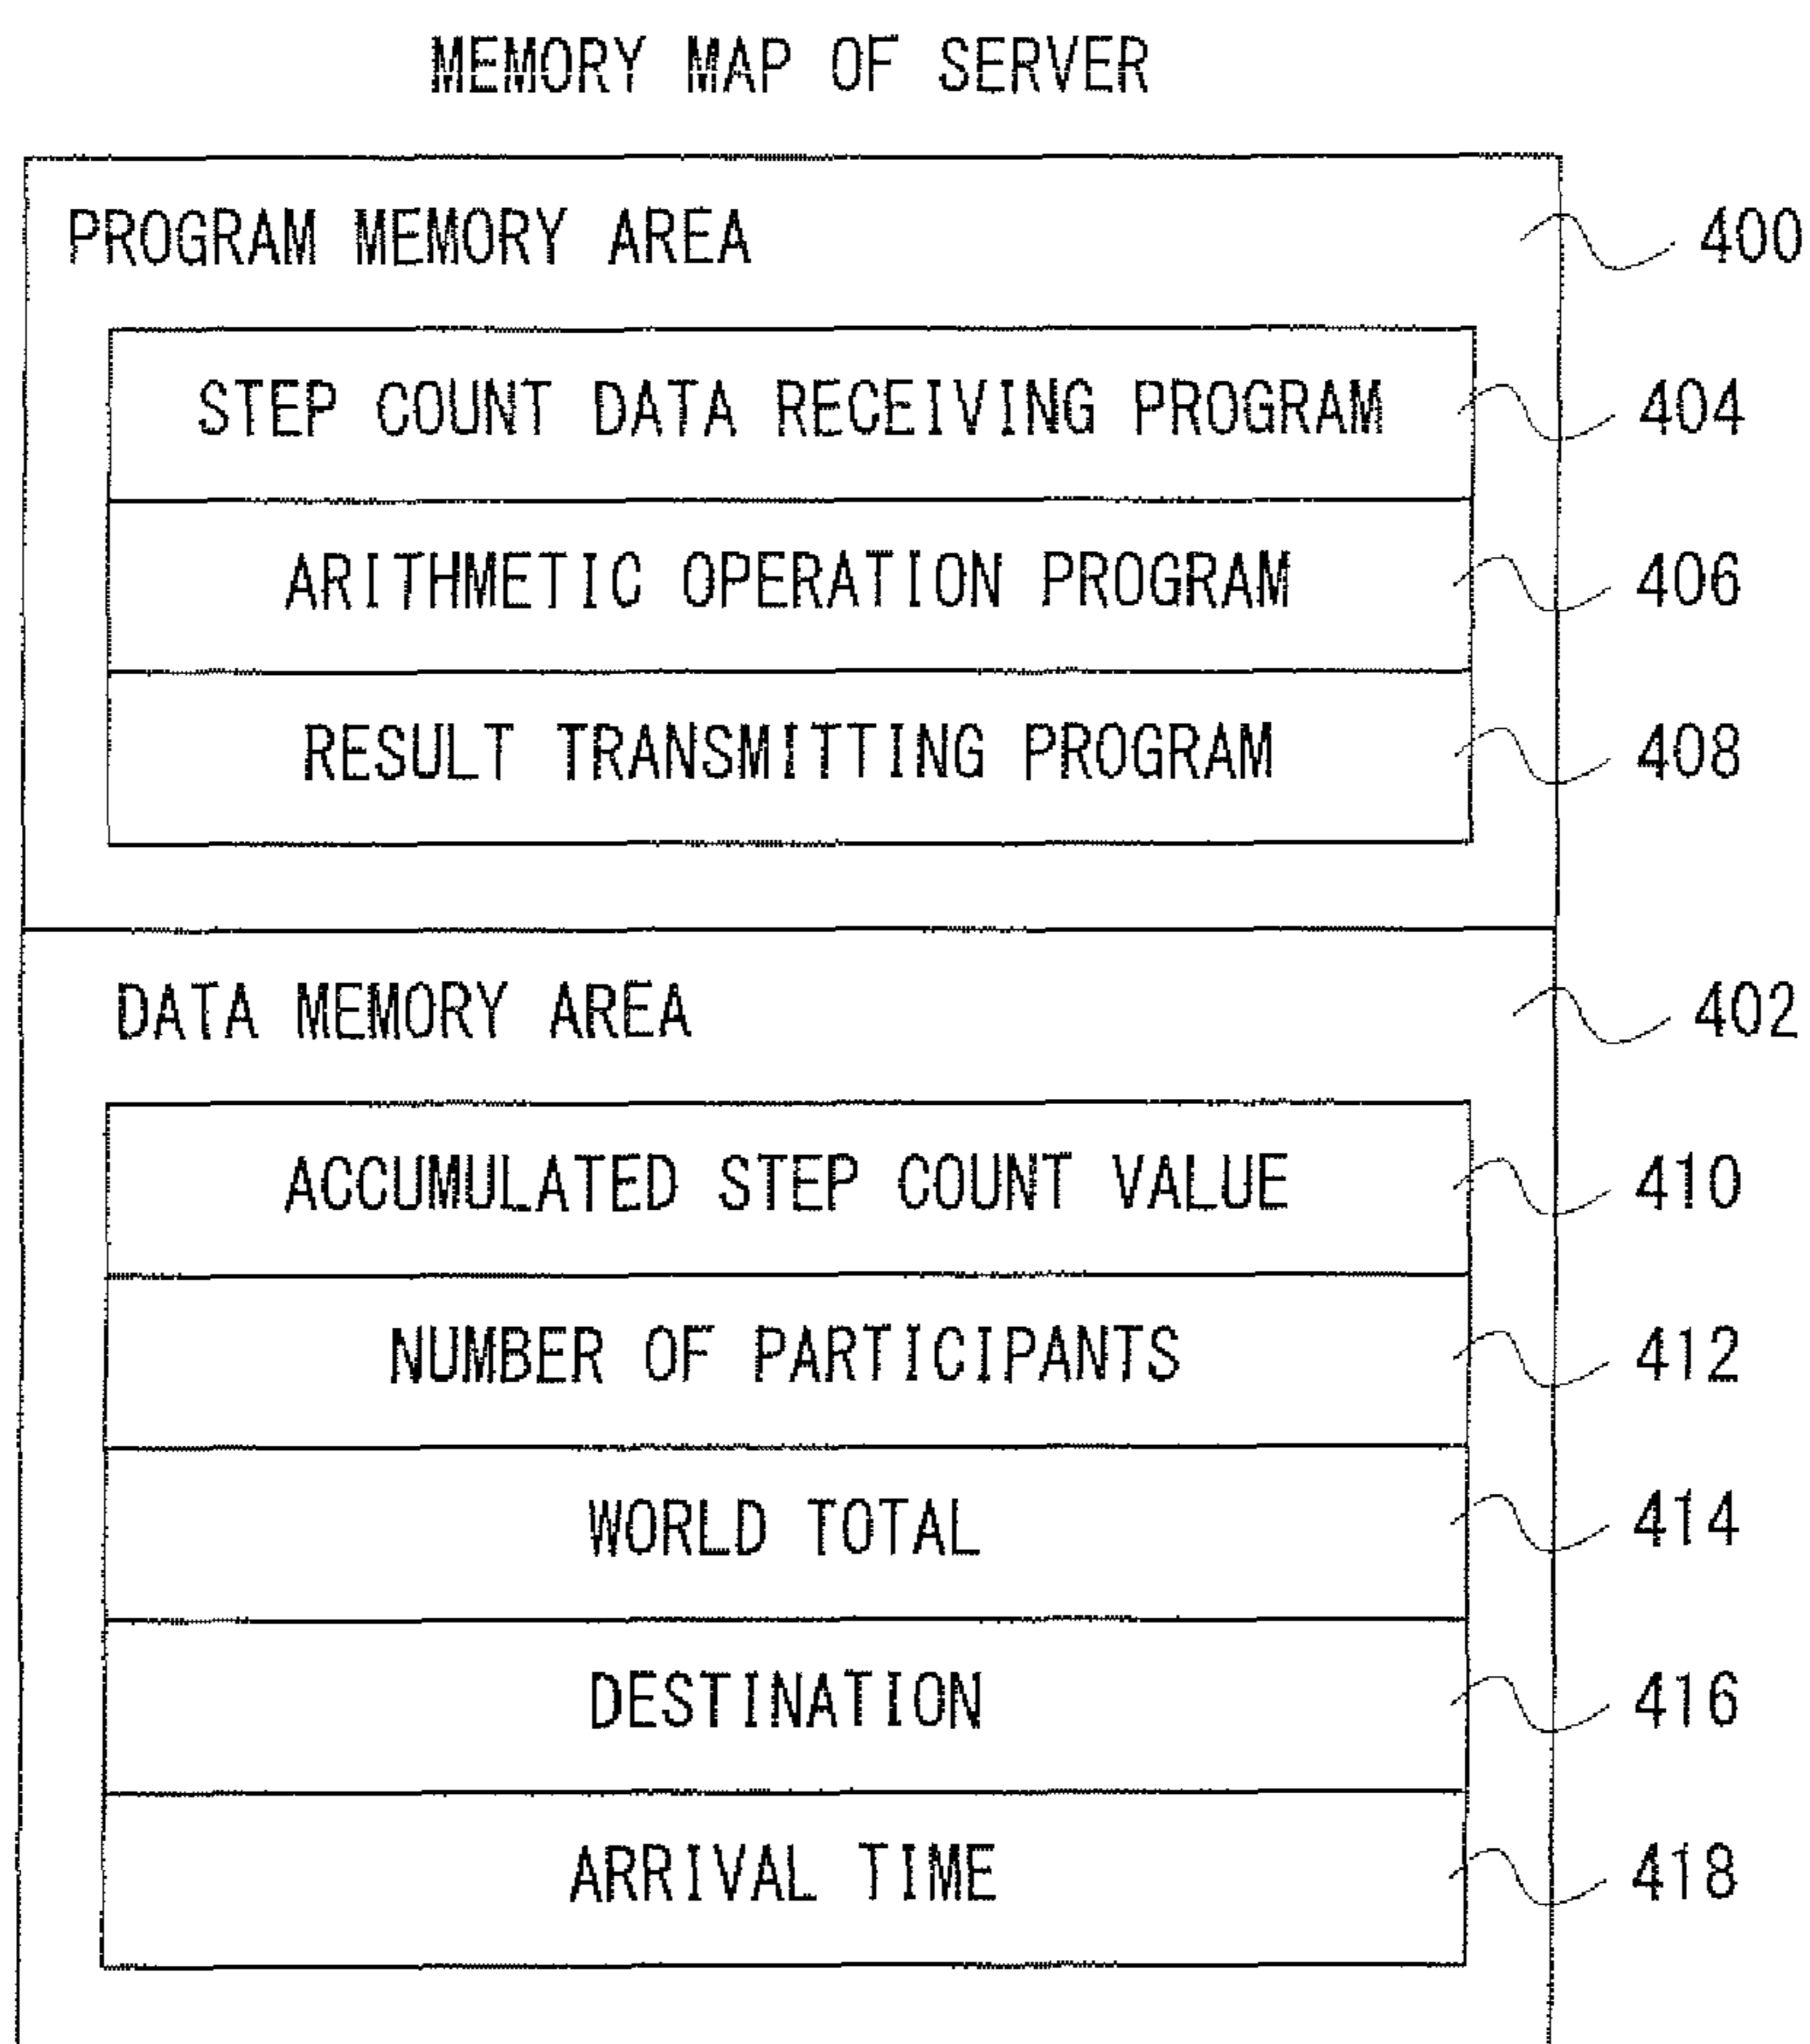 MEMORY MAP OF SERVER
PROGRAM MEMORY AREA 400
STEP COUNT DATA RECEIVING PROGRAM 404
ARITHMETIC OPERATION PROGRAM 406
RESULT TRANSMITTING PROGRAM 408
DATA MEMORY AREA 402
ACCUMULATED STEP COUNT VALUE 410
NUMBER OF PARTICIPANTS 412
WORLD TOTAL 414
DESTINATION 416
ARRIVAL TIME 418